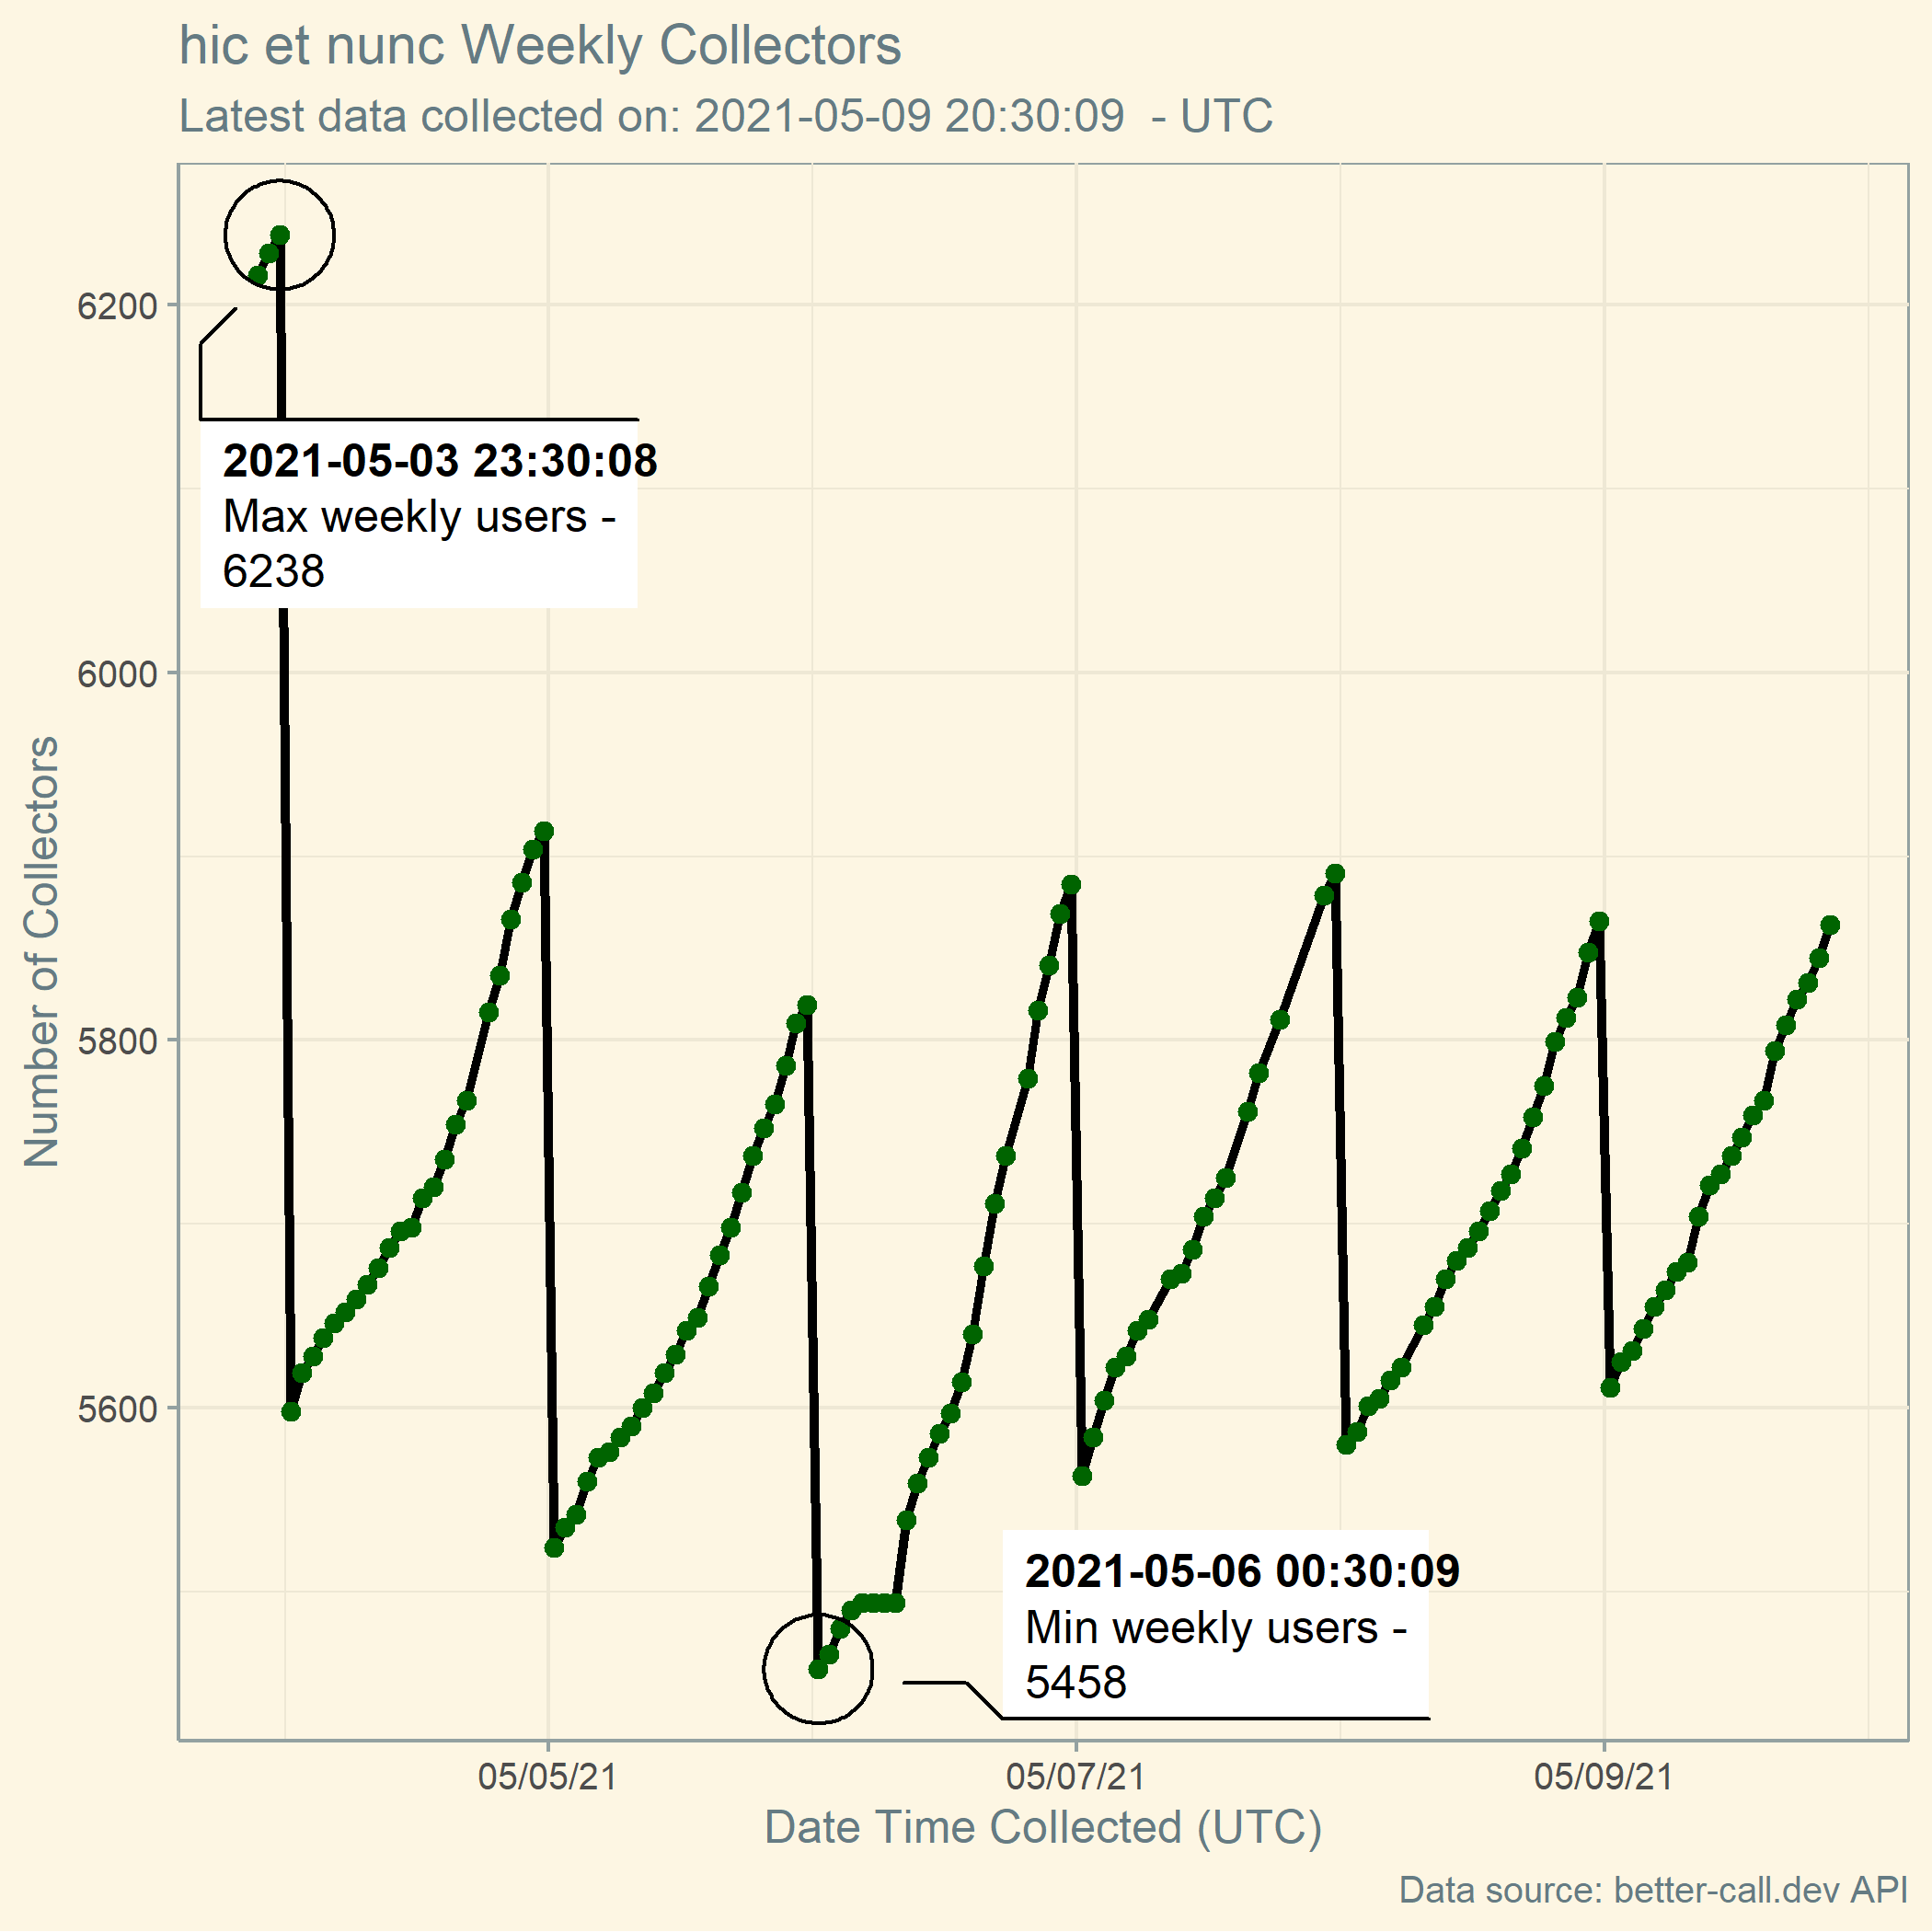 hic et nunc Weekly Collectors
Latest data collected on: 2021-05-09 20:30:09  - UTC
6200
2021-05-03 23:30:08
Max weekly users -
6238
6000
Number of Collectors
5800
5600
2021-05-06 00:30:09
Min weekly users -
5458
05/05/21
05/07/21
05/09/21
Date Time Collected (UTC)
Data source: better-call.dev API